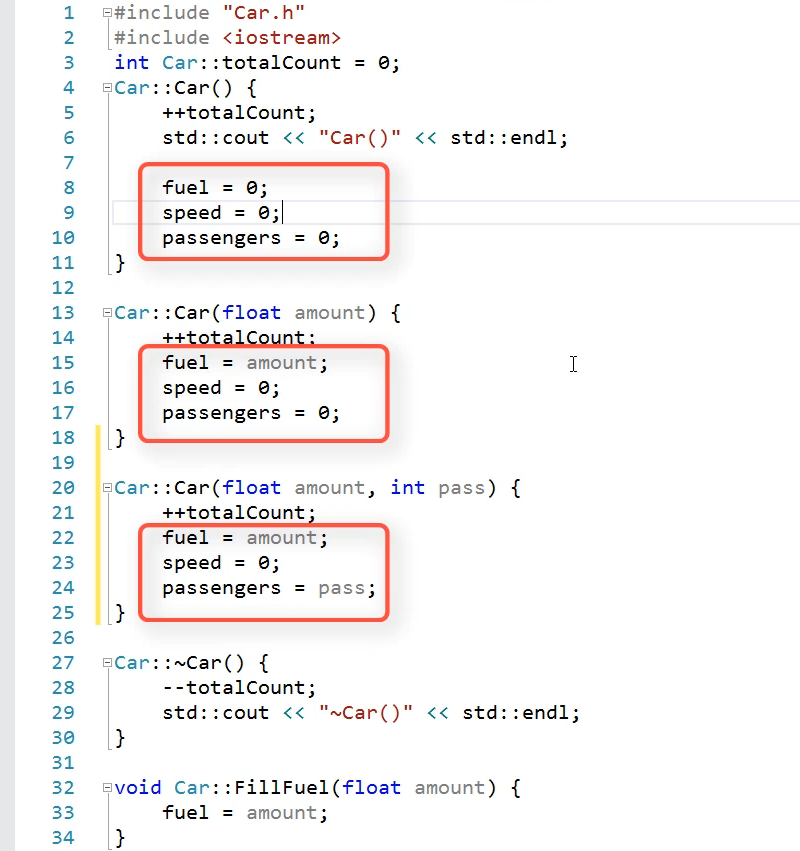 1 #include "Car.h"
2 #include <iostream>
3 int Car::totalCount = 0;
4 Car::Car() {
5 ++totalCount;
6 std::cout << "Car()" << std::endl;
7
8 fuel = 0;
9 speed = 0;
10 passengers = 0;
11 }
12
13 Car::Car(float amount) {
14 ++totalCount;
15 fuel = amount;
16 speed = 0;
17 passengers = 0;
18 }
19
20 Car::Car(float amount, int pass) {
21 ++totalCount;
22 fuel = amount;
23 speed = 0;
24 passengers = pass;
25 }
26
27 Car::~Car() {
28 --totalCount;
29 std::cout << "~Car()" << std::endl;
30 }
31
32 void Car::FillFuel(float amount) {
33 fuel = amount;
34 }